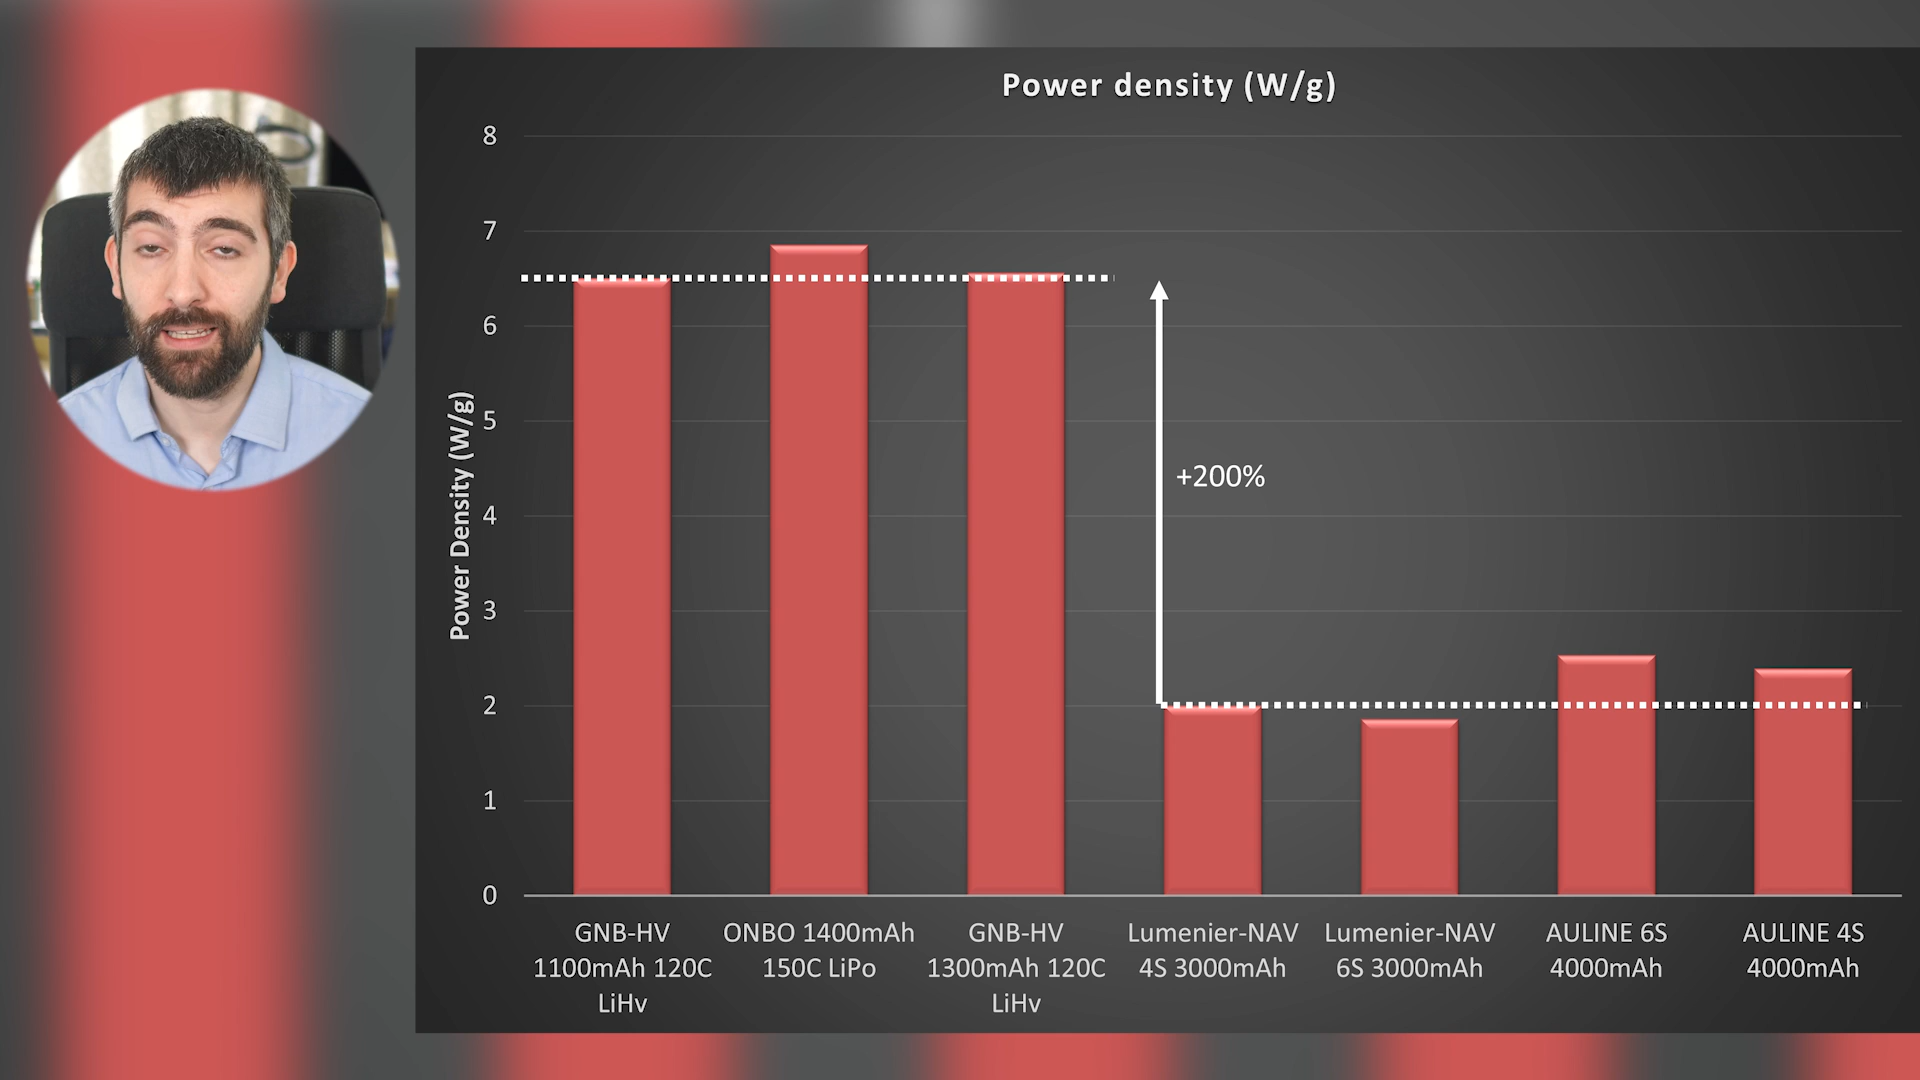 Power density (W/g)
8
7
6
5
4
3
2
1
0
Power Density (W/g)
+200%
GNB-HV
1100mAh 120C
LiHv
ONBO 1400mAh
150C LiPo
GNB-HV
1300mAh 120C
LiHv
Lumenier-NAV
4S 3000mAh
Lumenier-NAV
6S 3000mAh
AULINE 6S
4000mAh
AULINE 4S
4000mAh